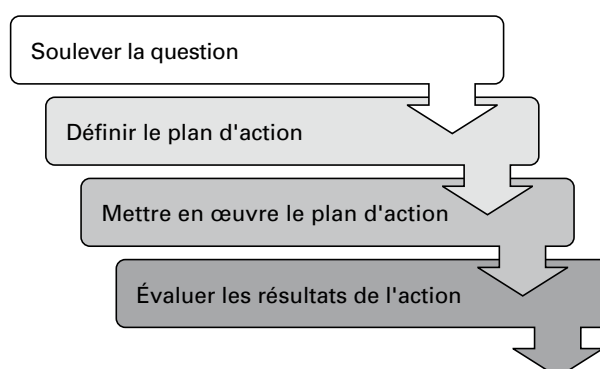 Soulever la question
Définir le plan d'action
Mettre en œuvre le plan d'action
Évaluer les résultats de l'action